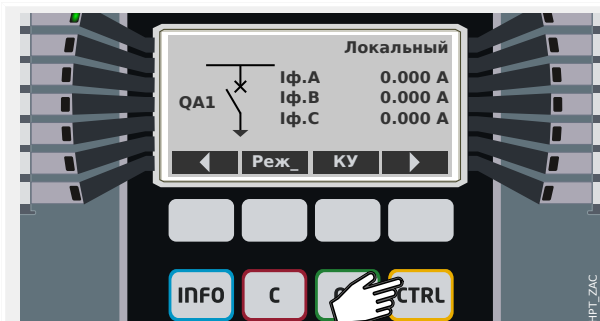 Локальный
Iф.A 0.000 A
QA1 Iф.B 0.000 A
Iф.C 0.000 A
Реж_ КУ
INFO C CTRL
HPT_ZAC